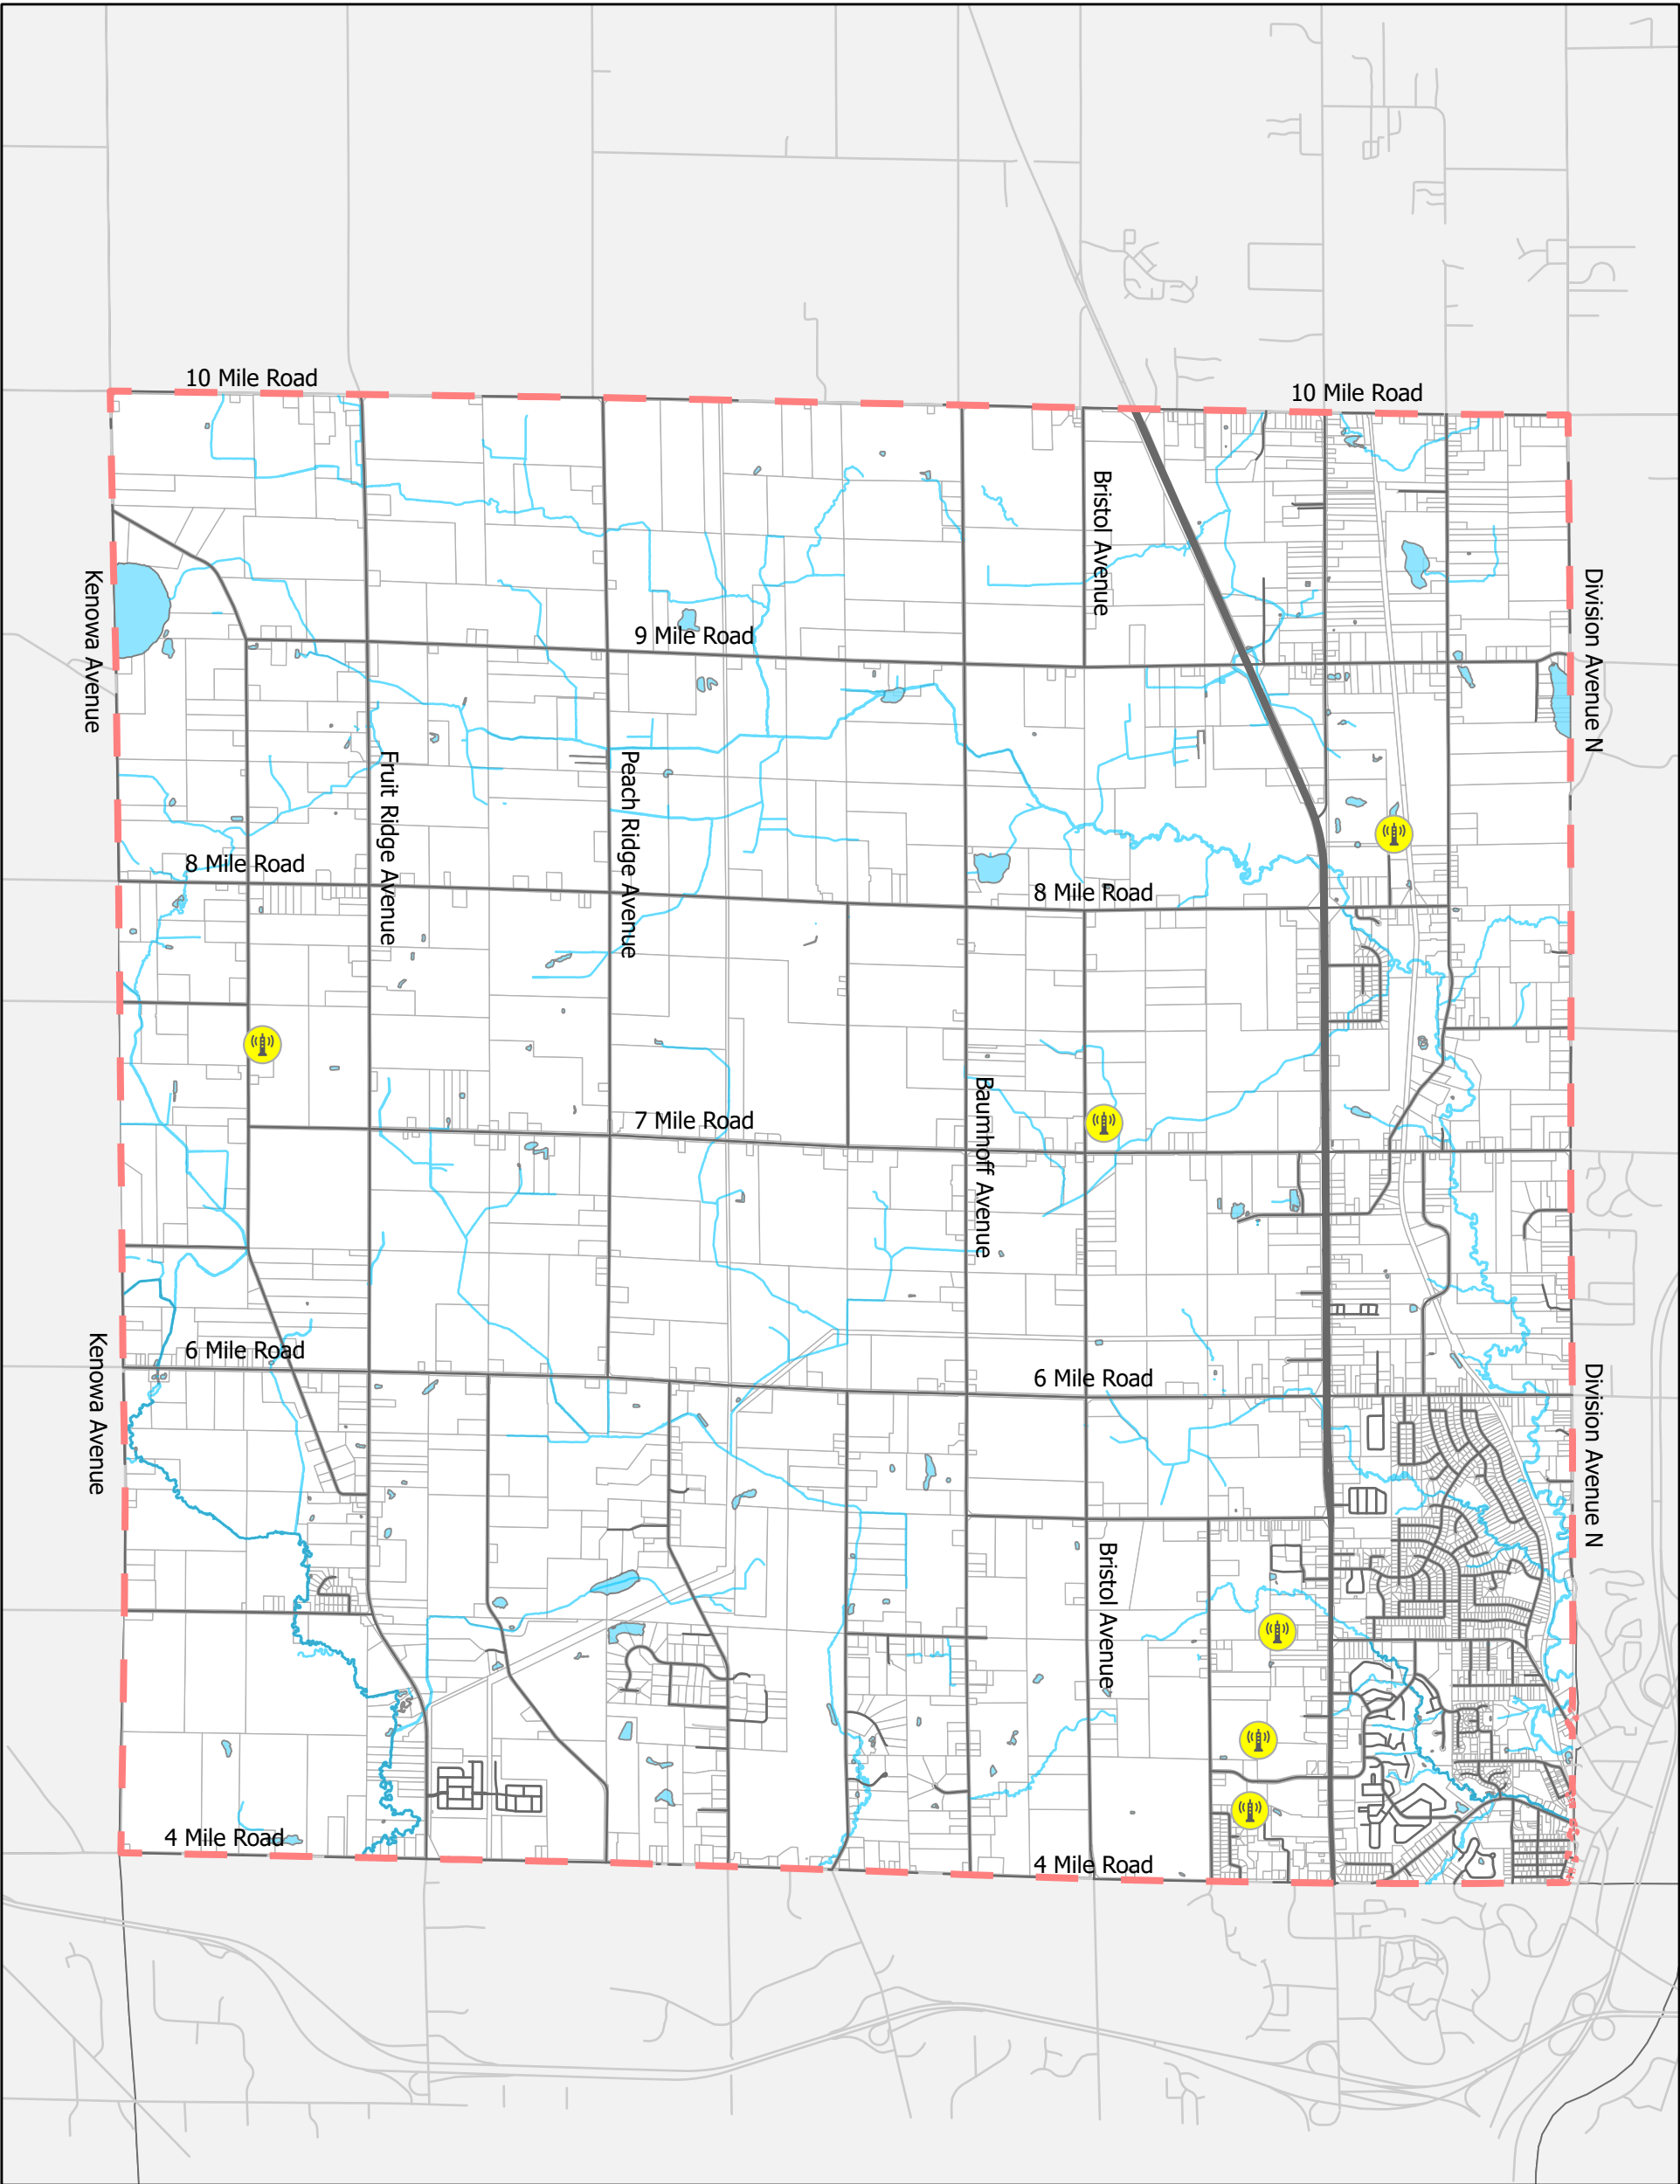 10 Mile Road
10 Mile Road
Bristol Avenue
Kenowa Avenue
Division Avenue N
9 Mile Road
Fruit Ridge Avenue
Peach Ridge Avenue
8 Mile Road
8 Mile Road
Baumhoff Avenue
7 Mile Road
Kenowa Avenue
6 Mile Road
6 Mile Road
Division Avenue N
Bristol Avenue
4 Mile Road
4 Mile Road